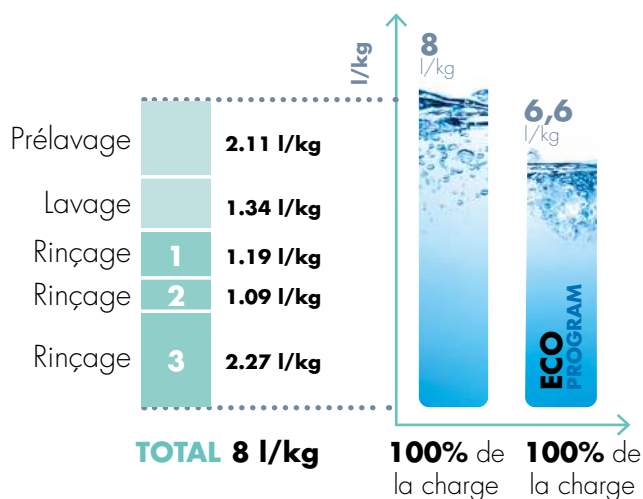 Prélavage 2.11 l/kg
Lavage 1.34 l/kg
Rinçage 1 1.19 l/kg
Rinçage 2 1.09 l/kg
Rinçage 3 2.27 l/kg
TOTAL 8 l/kg
l/kg
8
l/kg
6,6
l/kg
ECO
PROGRAM
100% de
la charge
100% de
la charge